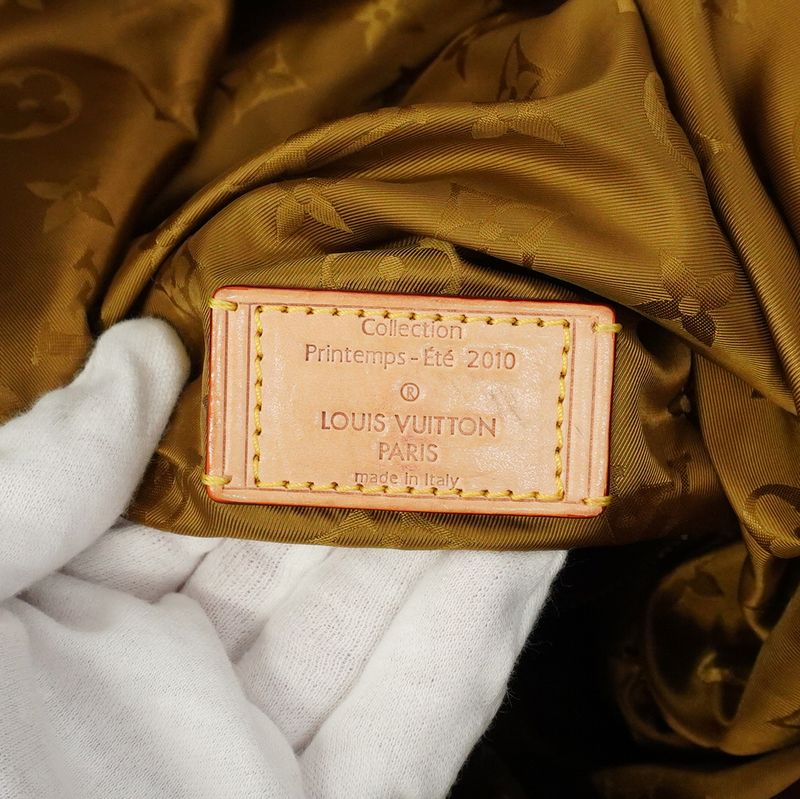 Collection
Printemps-Été 2010
®
LOUIS VUITTON
PARIS
made in Italy